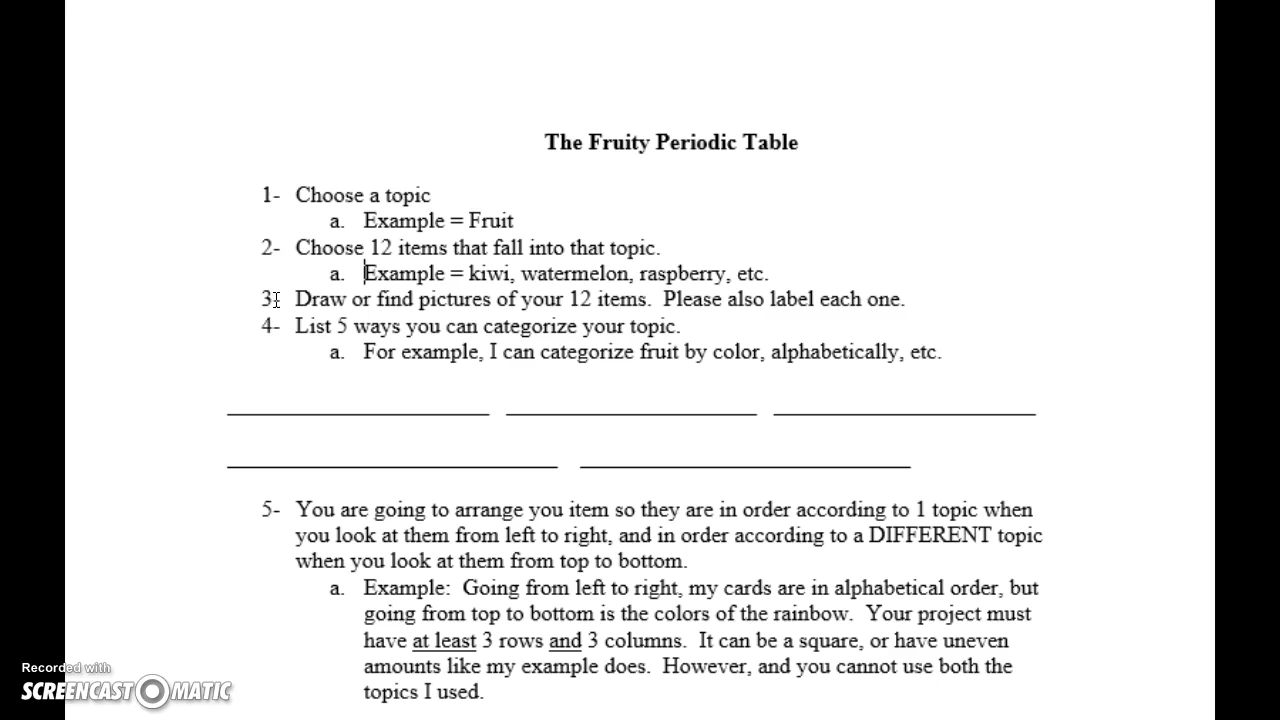 The Fruity Periodic Table
1- Choose a topic
a. Example = Fruit
2- Choose 12 items that fall into that topic.
a. Example = kiwi, watermelon, raspberry, etc.
3- Draw or find pictures of your 12 items.  Please also label each one.
4- List 5 ways you can categorize your topic.
a. For example, I can categorize fruit by color, alphabetically, etc.
5- You are going to arrange you item so they are in order according to 1 topic when
you look at them from left to right, and in order according to a DIFFERENT topic
when you look at them from top to bottom.
a. Example:  Going from left to right, my cards are in alphabetical order, but
going from top to bottom is the colors of the rainbow.  Your project must
have at least 3 rows and 3 columns.  It can be a square, or have uneven
amounts like my example does.  However, and you cannot use both the
topics I used.
Recorded with
SCREENCAST O MATIC